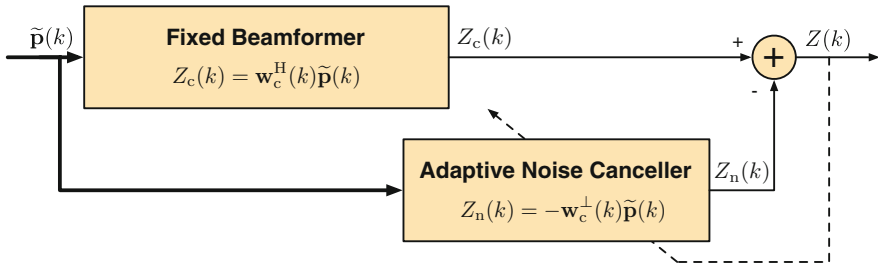 p̃(k)
Fixed Beamformer
Z_c(k) = w_c^H(k)p̃(k)
Z_c(k)
+
+
Z(k)
-
Adaptive Noise Canceller
Z_n(k) = −w_c^⊥(k)p̃(k)
Z_n(k)